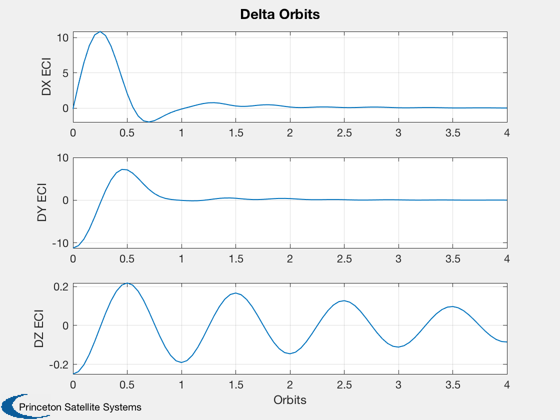 Delta Orbits
DX ECI
10
5
0
0 0.5 1 1.5 2 2.5 3 3.5 4
DY ECI
10
0
-10
0 0.5 1 1.5 2 2.5 3 3.5 4
DZ ECI
0.2
0
-0.2
0 0.5 1 1.5 2 2.5 3 3.5 4
Orbits
Princeton Satellite Systems